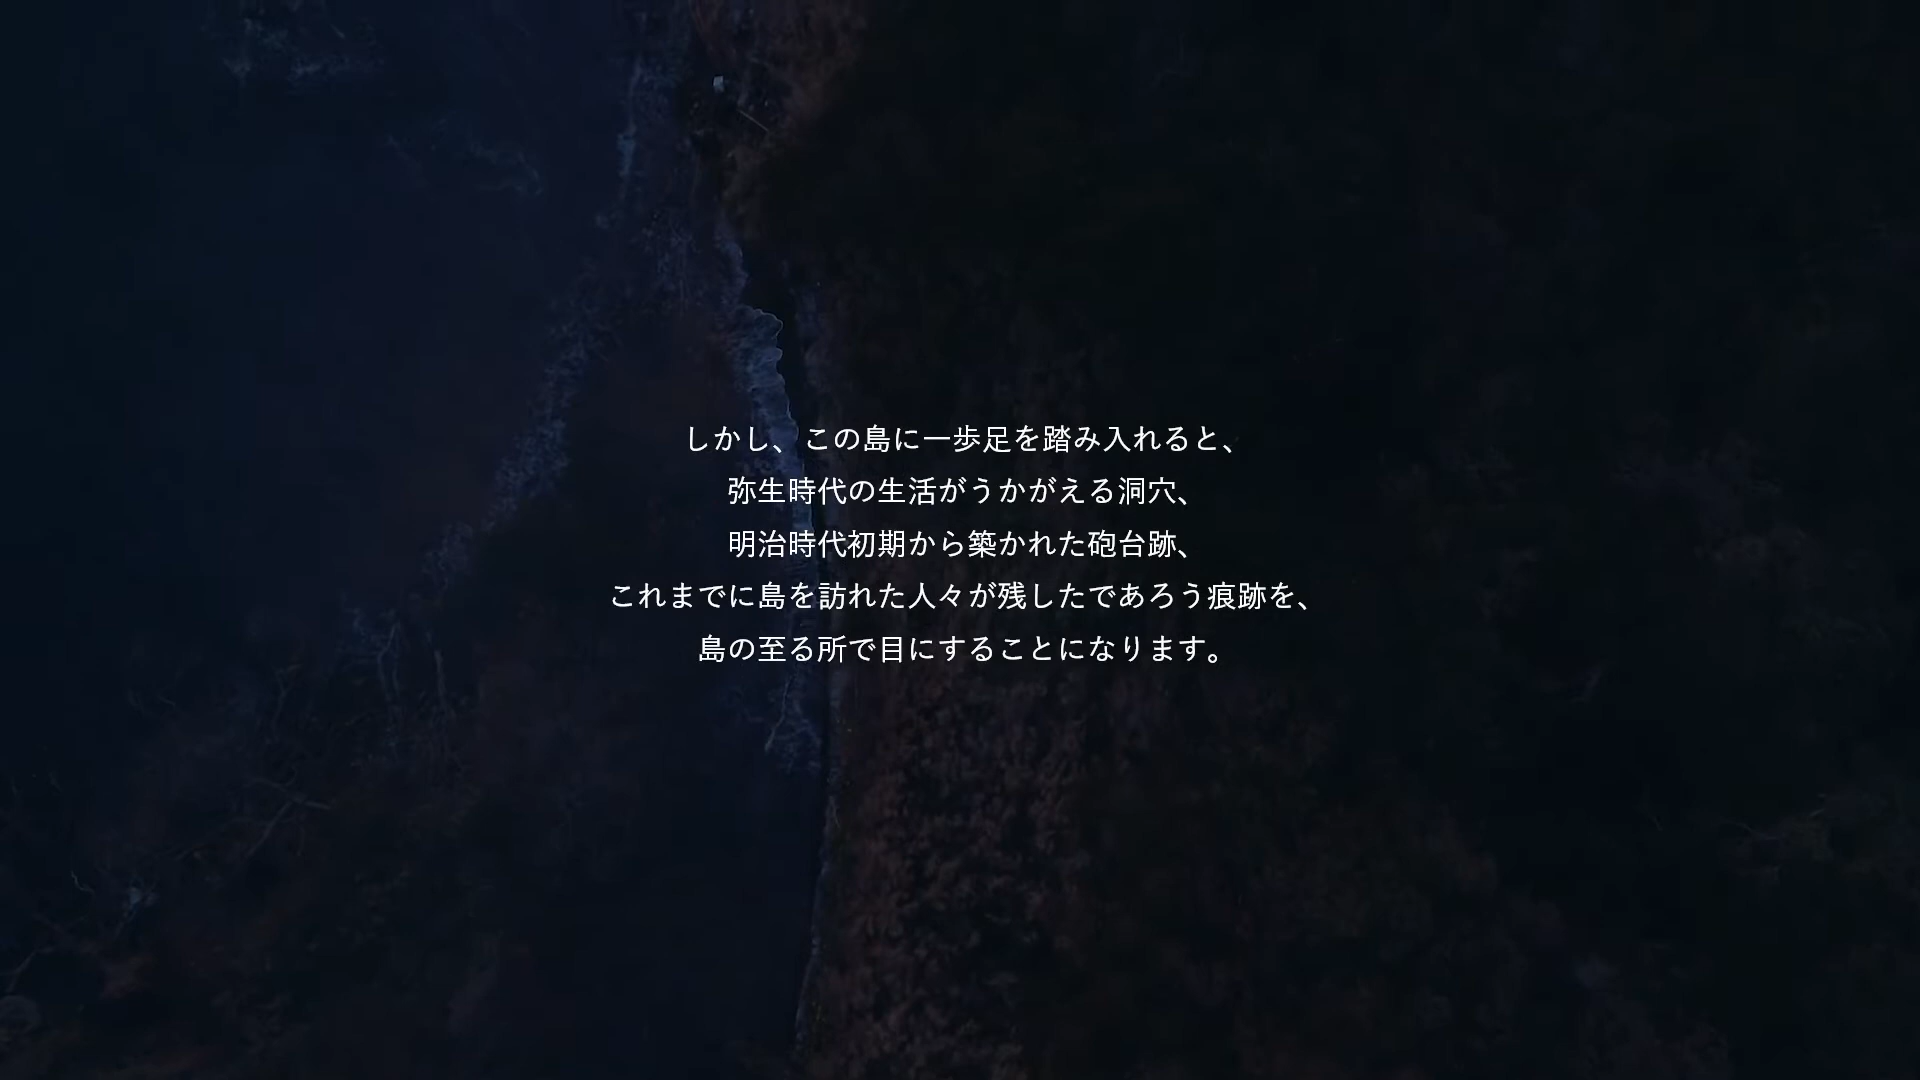 しかし、この島に一歩足を踏み入れると、
弥生時代の生活がうかがえる洞穴、
明治時代初期から築かれた砲台跡、
これまでに島を訪れた人々が残したであろう痕跡を、
島の至る所で目にすることになります。